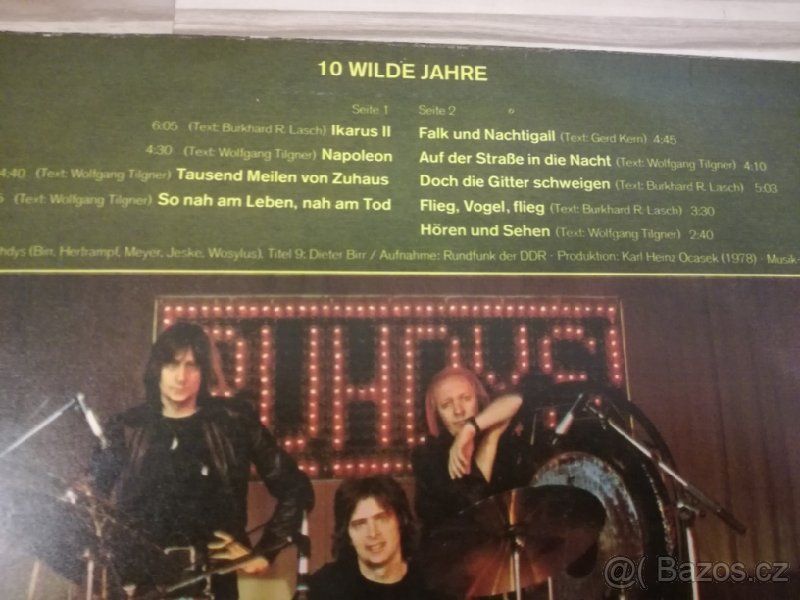 10 WILDE JAHRE
Seite 1
6:05 (Text: Burkhard R. Lasch) Ikarus II
4:30 (Text: Wolfgang Tilgner) Napoleon
4:40 (Text: Wolfgang Tilgner) Tausend Meilen von Zuhaus
(Text: Wolfgang Tilgner) So nah am Leben, nah am Tod
Seite 2
Falk und Nachtigall (Text: Gerd Kern) 4:45
Auf der Straße in die Nacht (Text: Wolfgang Tilgner) 4:10
Doch die Gitter schweigen (Text: Burkhard R. Lasch) 5:03
Flieg, Vogel, flieg (Text: Burkhard R. Lasch) 3:30
Hören und Sehen (Text: Wolfgang Tilgner) 2:40
hdys (Birr, Hertrampf, Meyer, Jeske, Wosylus), Titel 9: Dieter Birr / Aufnahme: Rundfunk der DDR · Produktion: Karl Heinz Ocasek (1978) · Musik-
PUHDYS
@ Bazos.cz